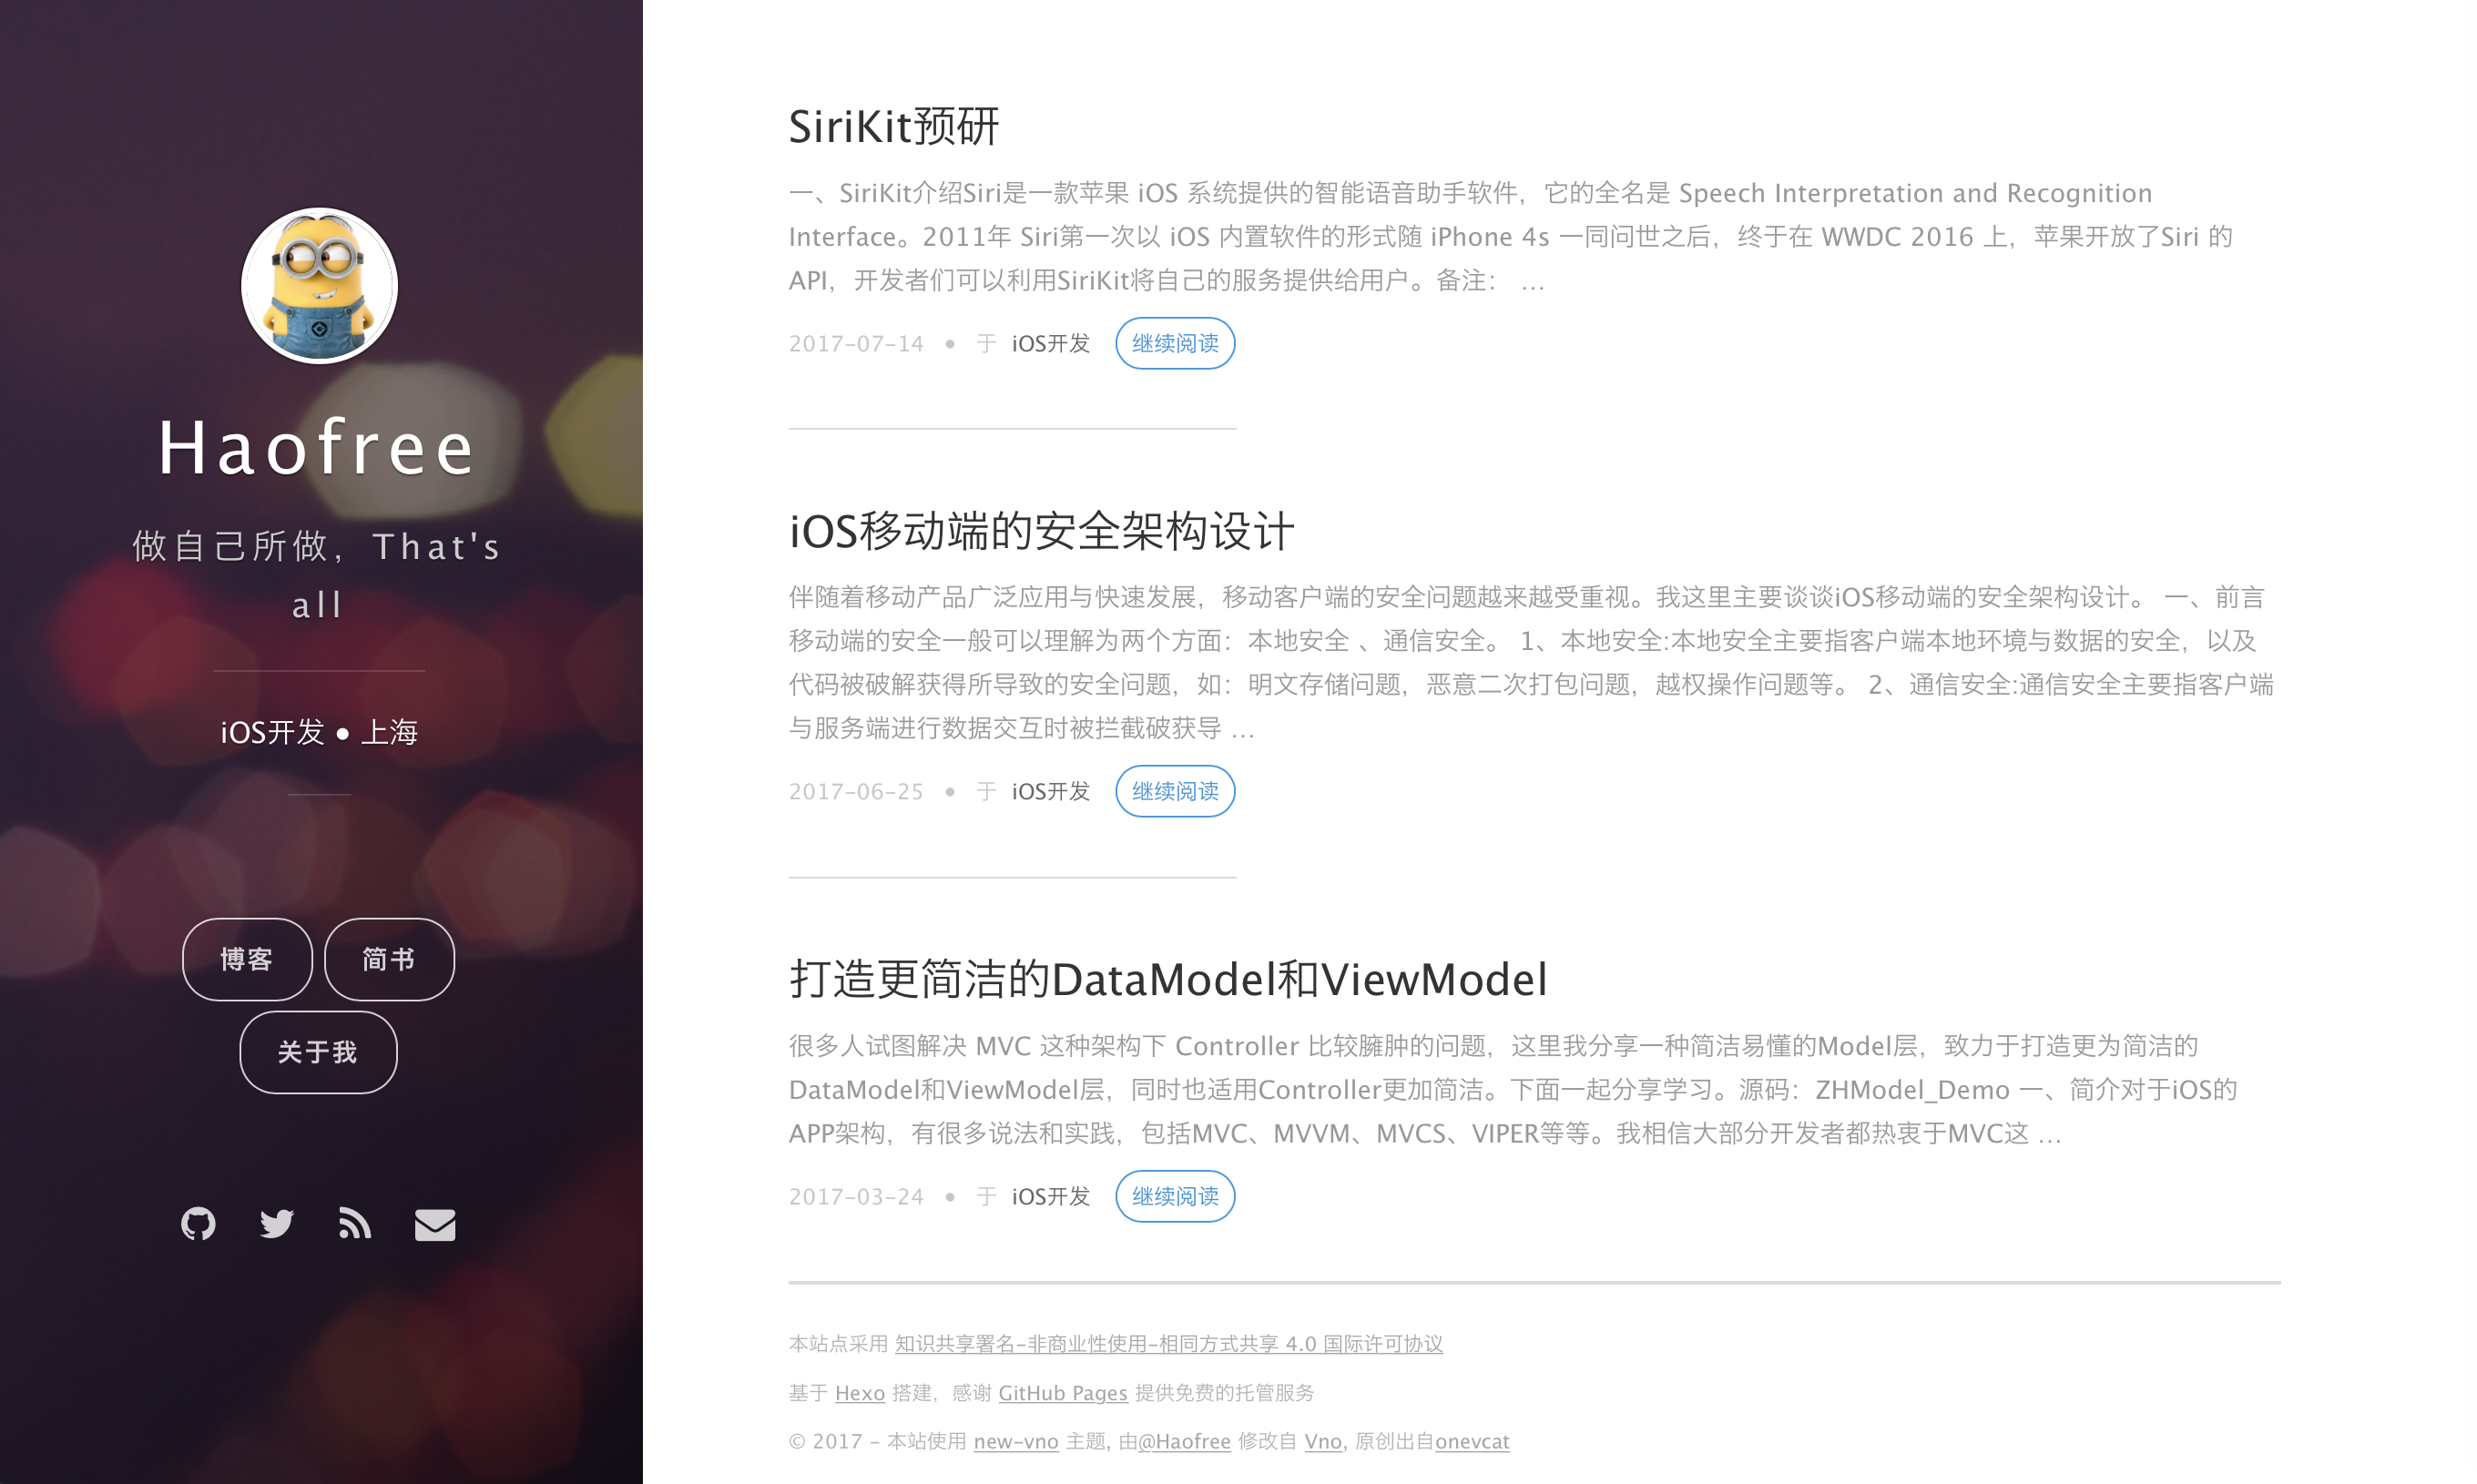 Haofree
做自己所做，That's
all
iOS开发 • 上海
博客 简书
关于我
SiriKit预研
一、SiriKit介绍Siri是一款苹果 iOS 系统提供的智能语音助手软件，它的全名是 Speech Interpretation and Recognition
Interface。2011年 Siri第一次以 iOS 内置软件的形式随 iPhone 4s 一同问世之后，终于在 WWDC 2016 上，苹果开放了Siri 的
API，开发者们可以利用SiriKit将自己的服务提供给用户。备注： ...
2017-07-14 • 于 iOS开发 继续阅读
iOS移动端的安全架构设计
伴随着移动产品广泛应用与快速发展，移动客户端的安全问题越来越受重视。我这里主要谈谈iOS移动端的安全架构设计。 一、前言
移动端的安全一般可以理解为两个方面：本地安全 、通信安全。 1、本地安全:本地安全主要指客户端本地环境与数据的安全，以及
代码被破解获得所导致的安全问题，如：明文存储问题，恶意二次打包问题，越权操作问题等。 2、通信安全:通信安全主要指客户端
与服务端进行数据交互时被拦截破获导 ...
2017-06-25 • 于 iOS开发 继续阅读
打造更简洁的DataModel和ViewModel
很多人试图解决 MVC 这种架构下 Controller 比较臃肿的问题，这里我分享一种简洁易懂的Model层，致力于打造更为简洁的
DataModel和ViewModel层，同时也适用Controller更加简洁。下面一起分享学习。源码：ZHModel_Demo 一、简介对于iOS的
APP架构，有很多说法和实践，包括MVC、MVVM、MVCS、VIPER等等。我相信大部分开发者都热衷于MVC这 ...
2017-03-24 • 于 iOS开发 继续阅读
本站点采用 知识共享署名-非商业性使用-相同方式共享 4.0 国际许可协议
基于 Hexo 搭建，感谢 GitHub Pages 提供免费的托管服务
© 2017 - 本站使用 new-vno 主题, 由@Haofree 修改自 Vno, 原创出自onevcat